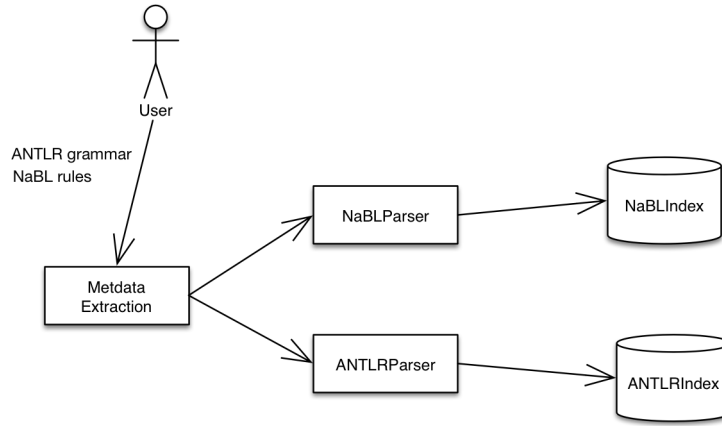 User
ANTLR grammar
NaBL rules
NaBLParser
NaBLIndex
Metdata
Extraction
ANTLRParser
ANTLRIndex